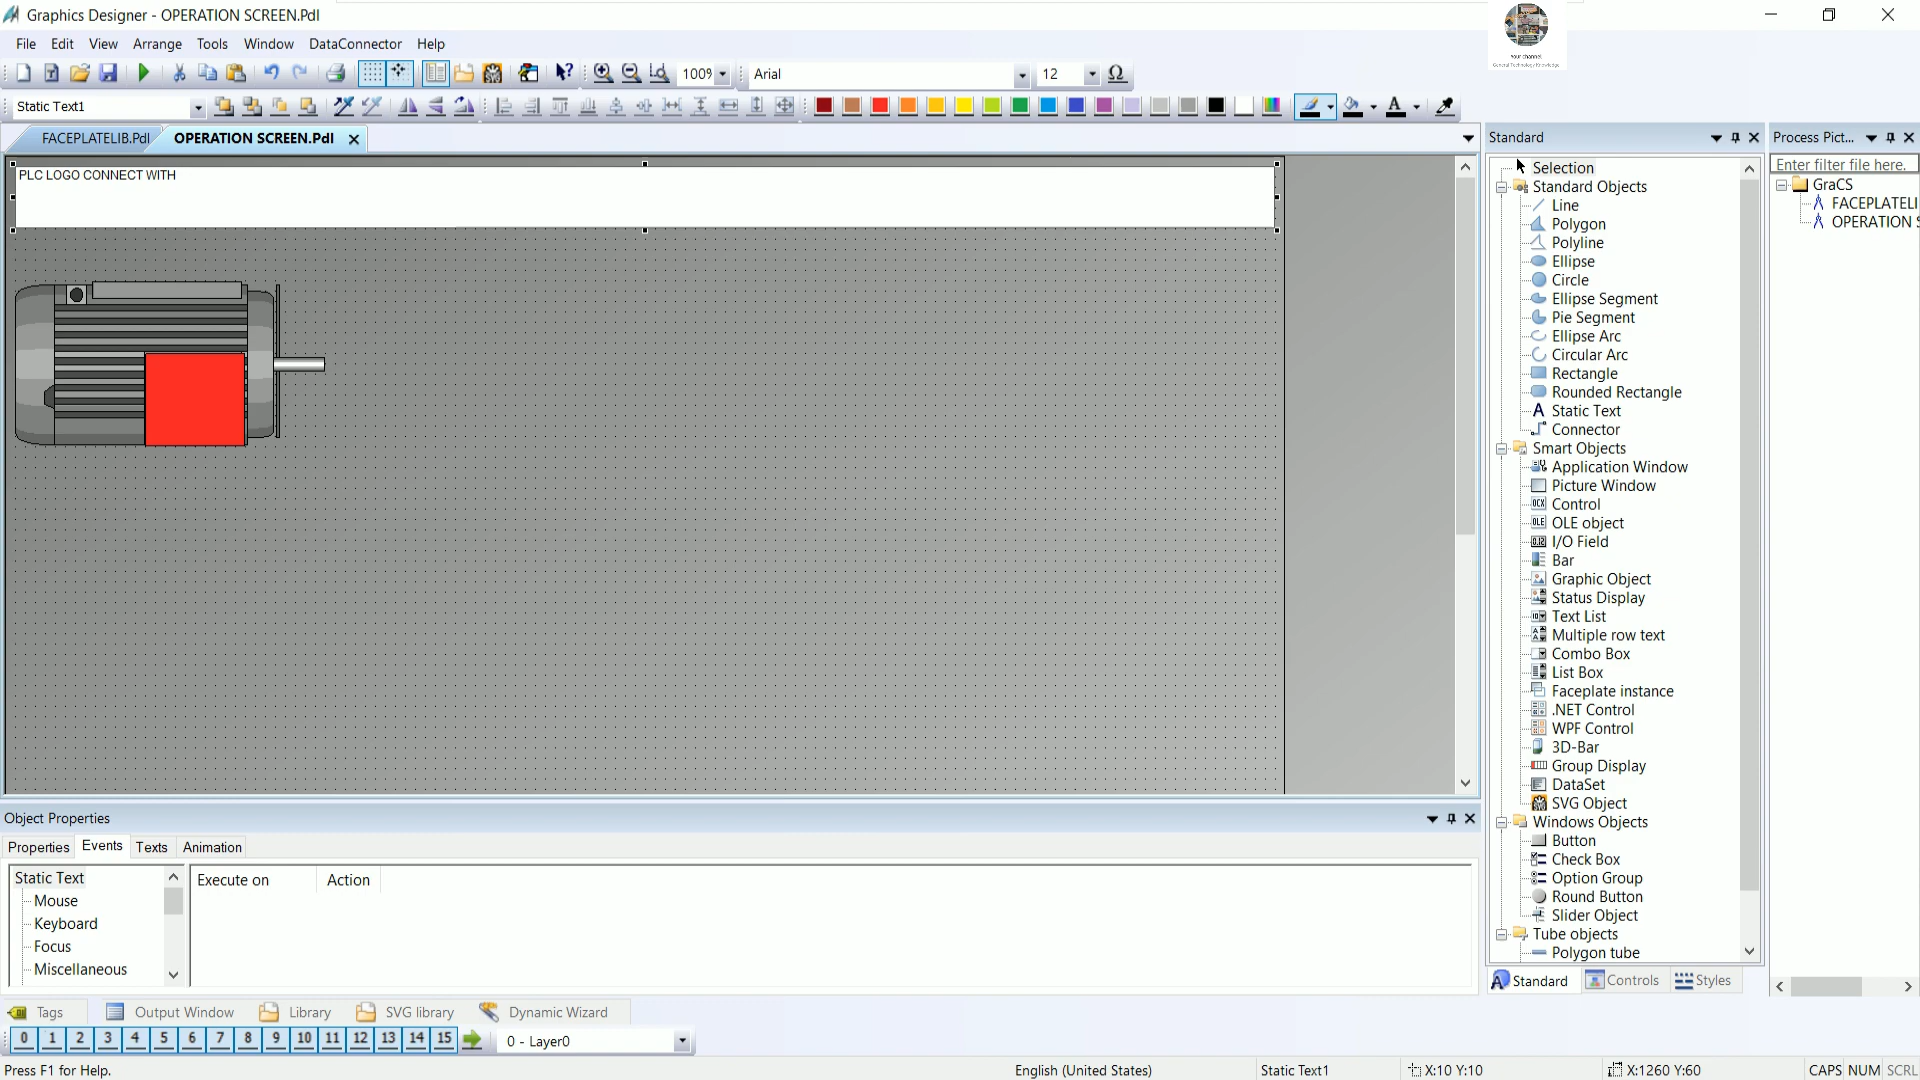 Graphics Designer - OPERATION SCREEN.Pdl
Your channel
General Technology Knowledge
File Edit View Arrange Tools Window DataConnector Help
100% Arial 12 Ω
Static Text1
FACEPLATELIB.Pdl OPERATION SCREEN.Pdl
Standard
Process Pict...
PLC LOGO CONNECT WITH
Enter filter file here.
GraCS
FACEPLATELI
OPERATION S
Selection
Standard Objects
Line
Polygon
Polyline
Ellipse
Circle
Ellipse Segment
Pie Segment
Ellipse Arc
Circular Arc
Rectangle
Rounded Rectangle
Static Text
Connector
Smart Objects
Application Window
Picture Window
Control
OLE object
I/O Field
Bar
Graphic Object
Status Display
Text List
Multiple row text
Combo Box
List Box
Faceplate instance
.NET Control
WPF Control
3D-Bar
Group Display
DataSet
SVG Object
Windows Objects
Button
Check Box
Option Group
Round Button
Slider Object
Tube objects
Polygon tube
Standard Controls Styles
Object Properties
Properties Events Texts Animation
Static Text
Mouse
Keyboard
Focus
Miscellaneous
Execute on Action
Tags Output Window Library SVG library Dynamic Wizard
0 1 2 3 4 5 6 7 8 9 10 11 12 13 14 15 0 - Layer0
Press F1 for Help. English (United States) Static Text1 X:10 Y:10 X:1260 Y:60 CAPS NUM SCRL